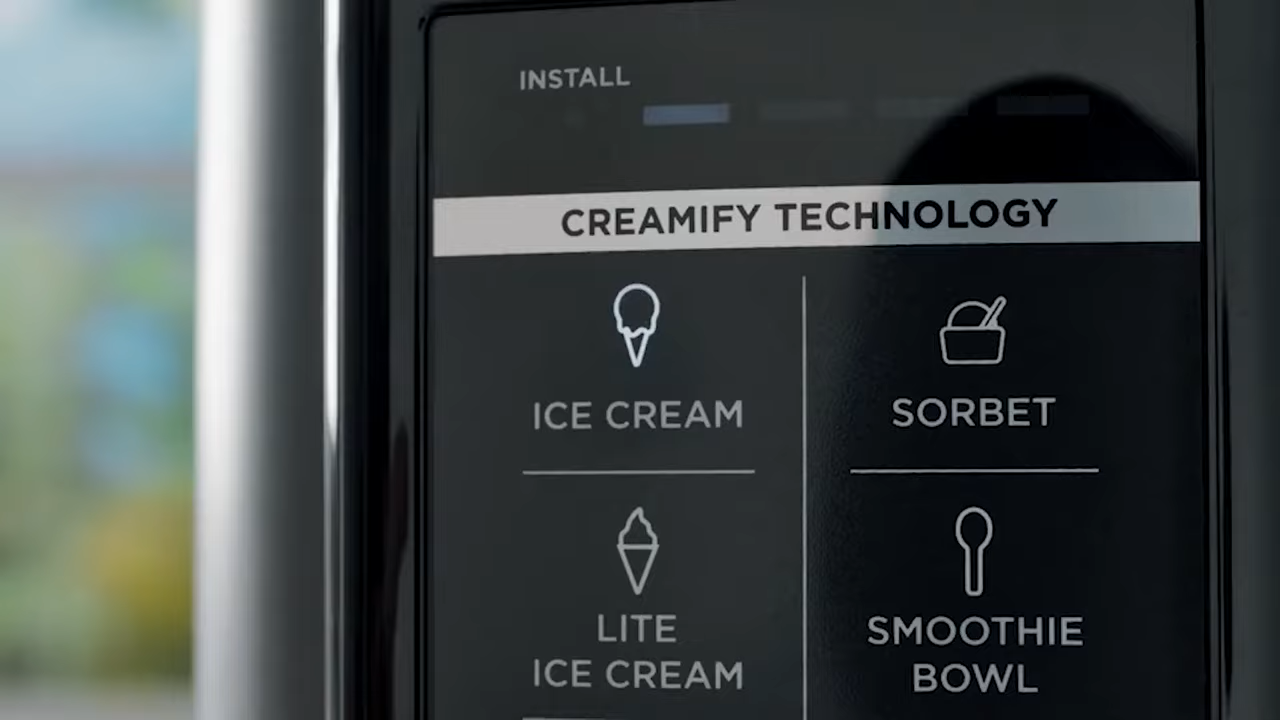 INSTALL
CREAMIFY TECHNOLOGY
ICE CREAM
SORBET
LITE
ICE CREAM
SMOOTHIE
BOWL